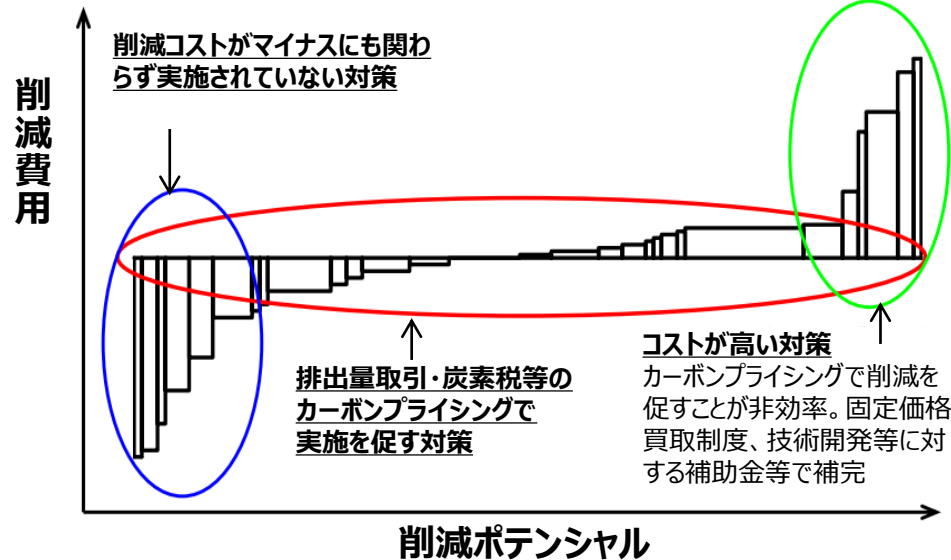 削減コストがマイナスにも関わ
らず実施されていない対策
削減費用
排出量取引・炭素税等の
カーボンプライシングで
実施を促す対策
コストが高い対策
カーボンプライシングで削減を
促すことが非効率。固定価格
買取制度、技術開発等に対
する補助金等で補完
削減ポテンシャル